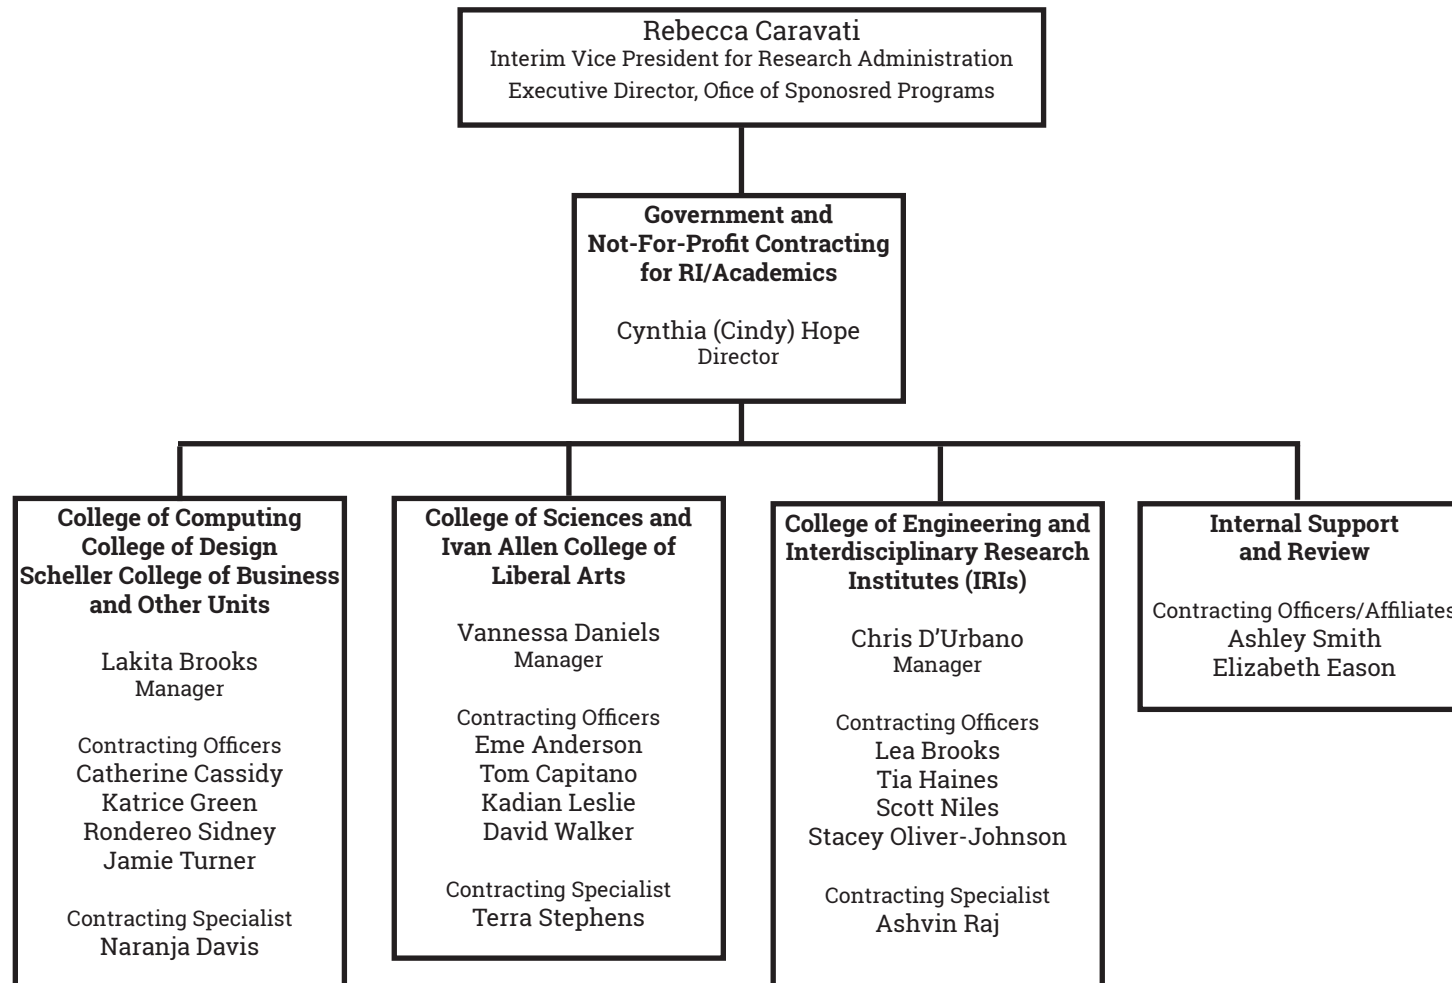 Rebecca Caravati
Interim Vice President for Research Administration
Executive Director, Ofice of Sponosred Programs
Government and
Not-For-Profit Contracting
for RI/Academics
Cynthia (Cindy) Hope
Director
College of Computing
College of Design
Scheller College of Business
and Other Units
Lakita Brooks
Manager
Contracting Officers
Catherine Cassidy
Katrice Green
Rondereo Sidney
Jamie Turner
Contracting Specialist
Naranja Davis
College of Sciences and
Ivan Allen College of
Liberal Arts
Vannessa Daniels
Manager
Contracting Officers
Eme Anderson
Tom Capitano
Kadian Leslie
David Walker
Contracting Specialist
Terra Stephens
College of Engineering and
Interdisciplinary Research
Institutes (IRIs)
Chris D’Urbano
Manager
Contracting Officers
Lea Brooks
Tia Haines
Scott Niles
Stacey Oliver-Johnson
Contracting Specialist
Ashvin Raj
Internal Support
and Review
Contracting Officers/Affiliates
Ashley Smith
Elizabeth Eason